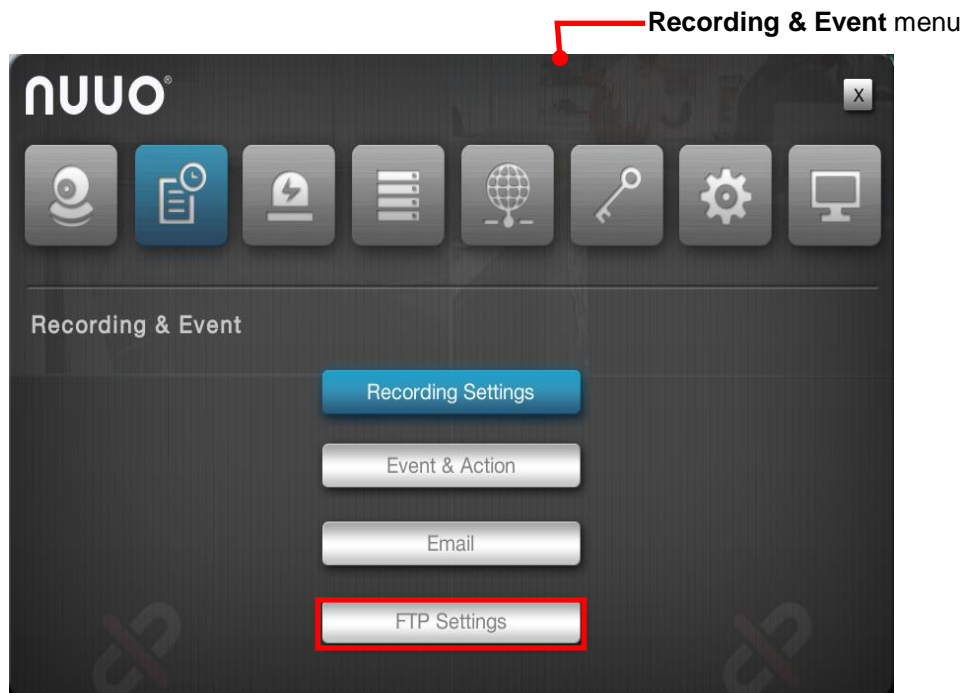 Recording & Event menu
nuuo®
X
Recording & Event
Recording Settings
Event & Action
Email
FTP Settings